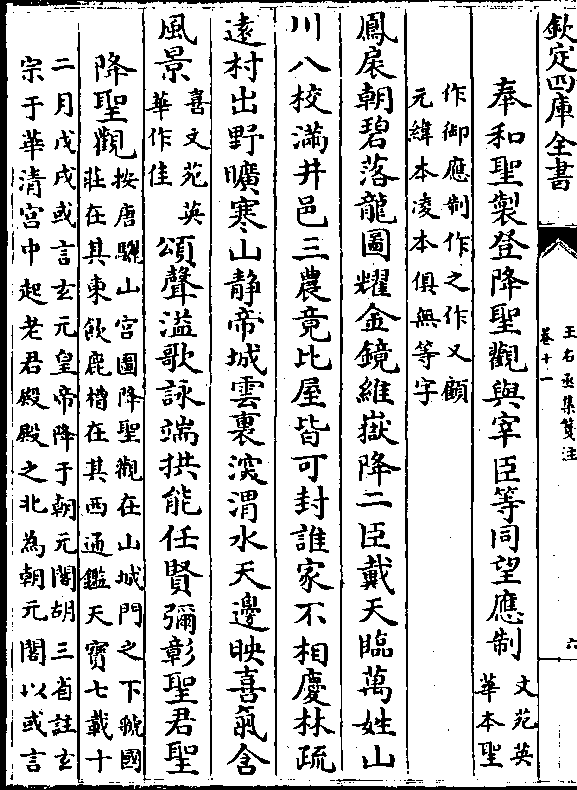 欽定四庫全書
王右丞集箋注
卷十一
六
奉和聖製登降聖觀與宰臣等同望應制
文苑英
華本聖
作御應制作之作又顧
元緯本凌本俱無等字
鳳扆朝碧落龍圖耀金鏡維嶽降二臣戴天臨萬姓山
川八校滿井邑三農竟比屋皆可封誰家不相慶林疏
遠村出野曠寒山静帝城雲裏深渭水天邊映喜氣含
風景
喜文苑英
華作佳
頌聲溢歌詠端拱能任賢彌彰聖君聖
降聖觀
按唐驪山宮圖降聖觀在山城門之下虢國
莊在其東飲鹿槽在其西通鑑天寶七載十
二月戊戌或言玄元皇帝降于朝元閣胡三省註玄
宗于華清宮中起老君殿殿之北為朝元閣以或言